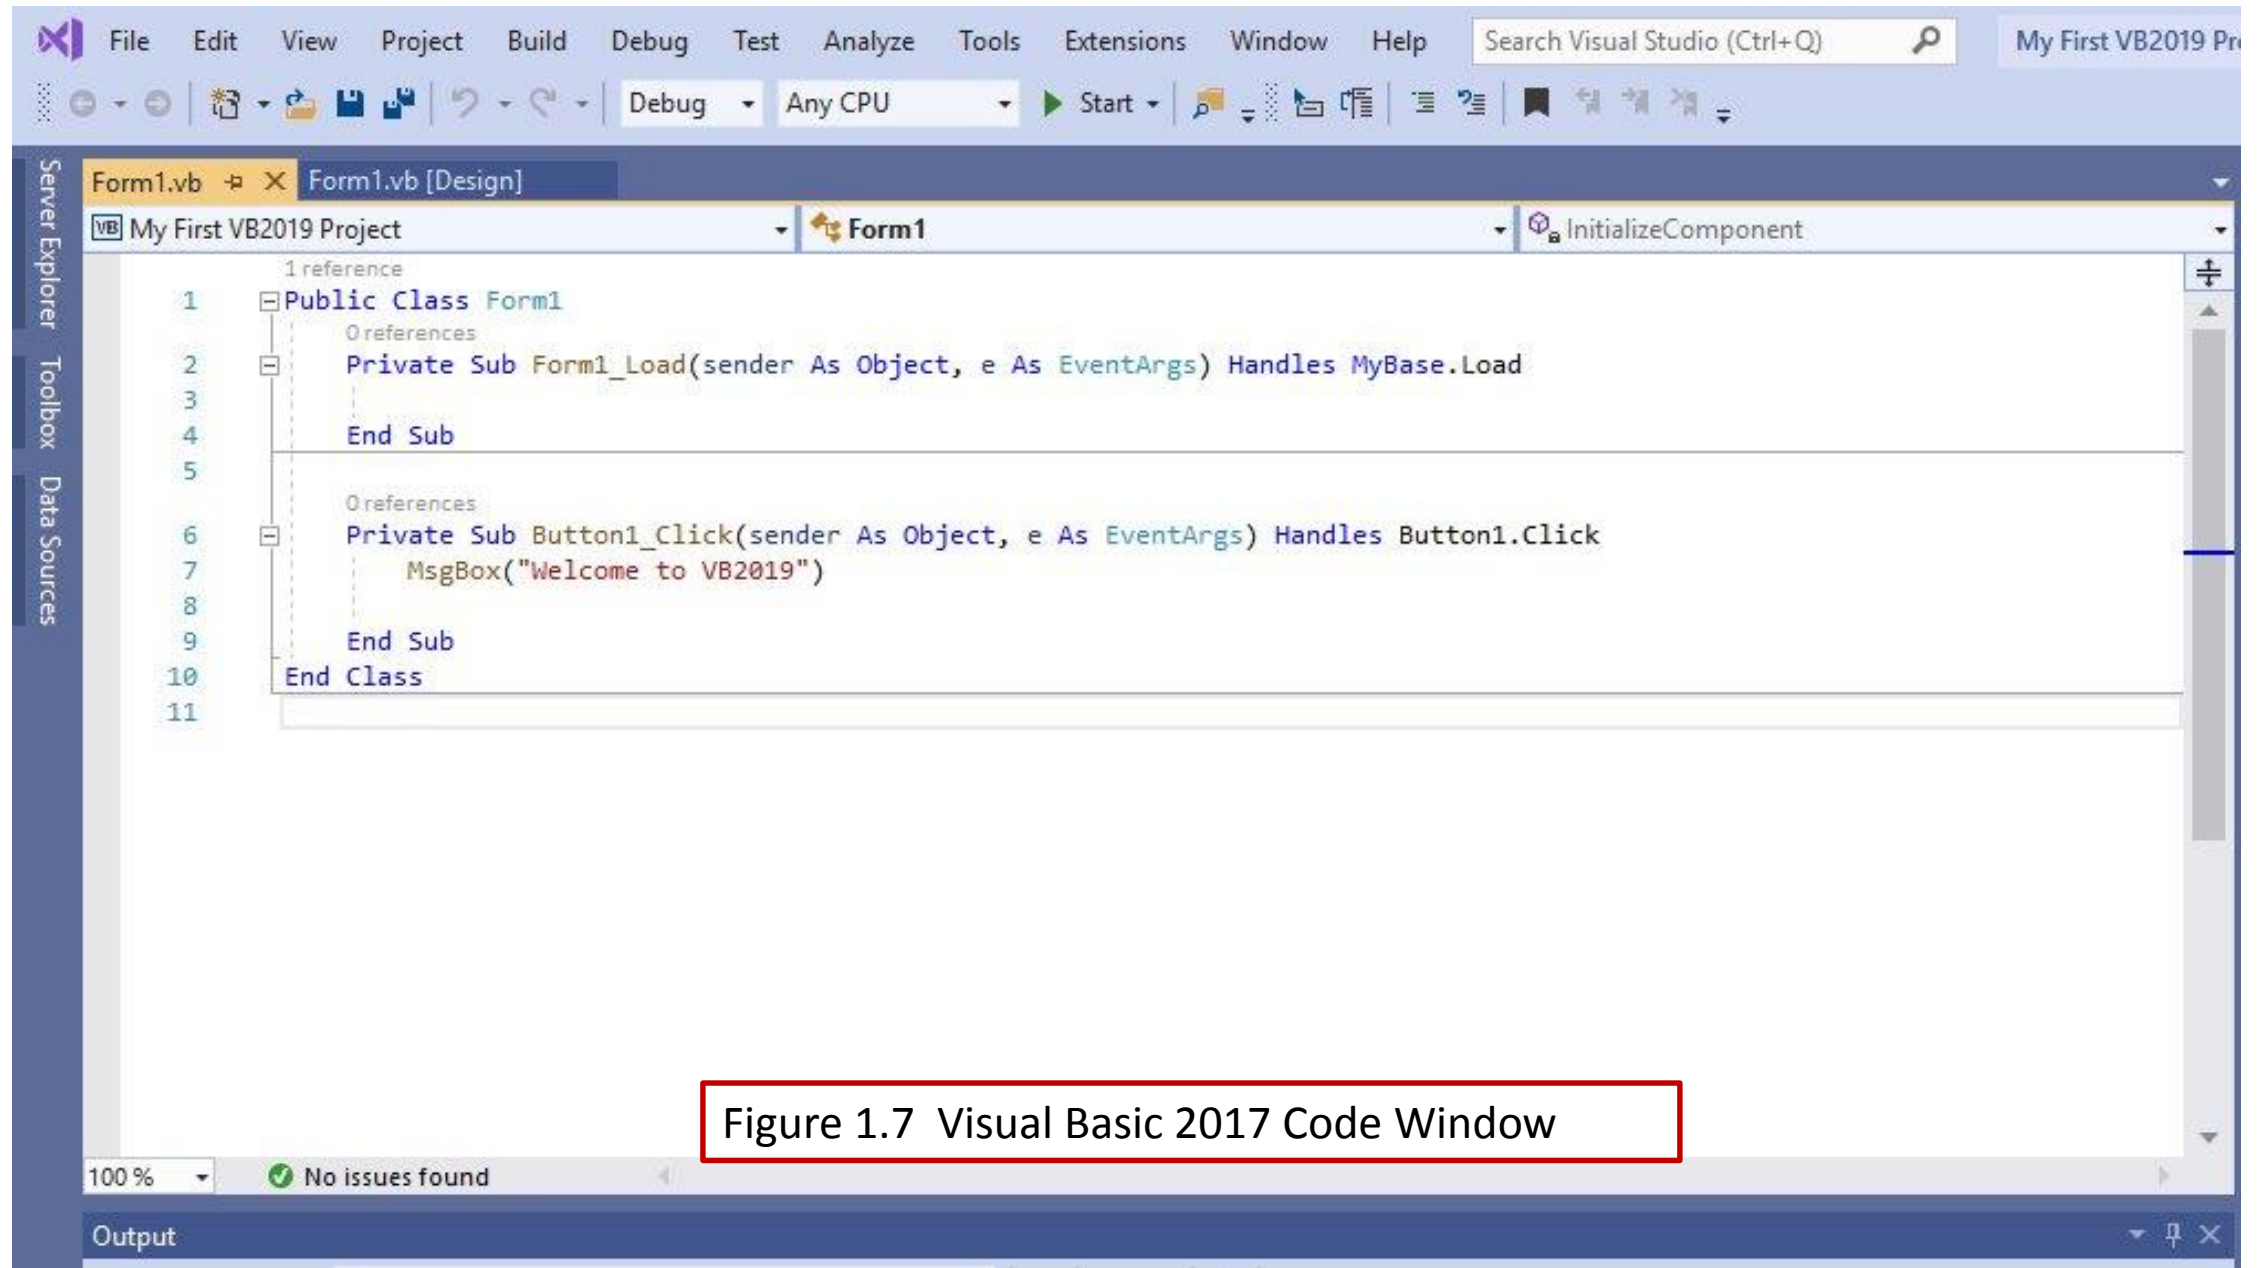 File Edit View Project Build Debug Test Analyze Tools Extensions Window Help Search Visual Studio (Ctrl+Q) My First VB2019 Pr
Debug Any CPU Start
Server Explorer
Toolbox
Data Sources
Form1.vb Form1.vb [Design]
VB My First VB2019 Project Form1 InitializeComponent
1 reference
1 Public Class Form1
0 references
2 Private Sub Form1_Load(sender As Object, e As EventArgs) Handles MyBase.Load
3
4 End Sub
5
0 references
6 Private Sub Button1_Click(sender As Object, e As EventArgs) Handles Button1.Click
7 MsgBox("Welcome to VB2019")
8
9 End Sub
10 End Class
11
Figure 1.7 Visual Basic 2017 Code Window
100 % No issues found
Output